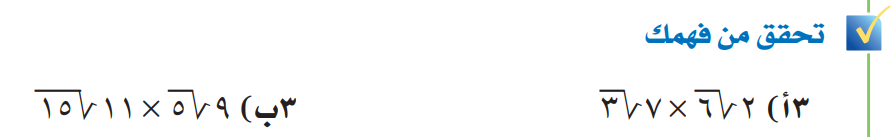 تحقق من فهمك
٣أ) ٢√٦ × ٧√٣
٣ب) ٩√٥ × ١١√١٥